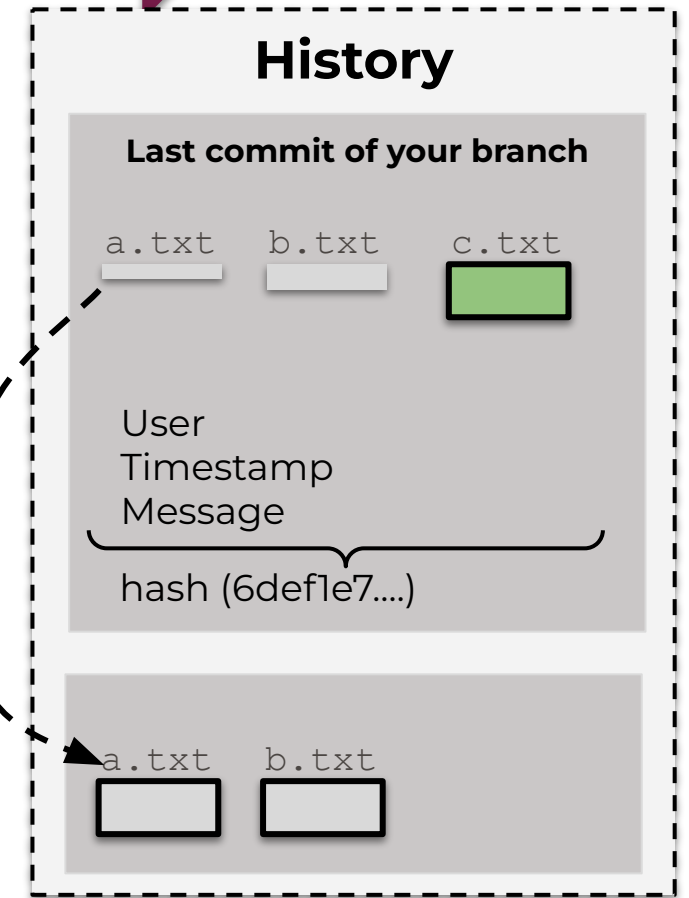 History
Last commit of your branch
a.txt b.txt c.txt
User
Timestamp
Message
hash (6def1e7....)
a.txt b.txt